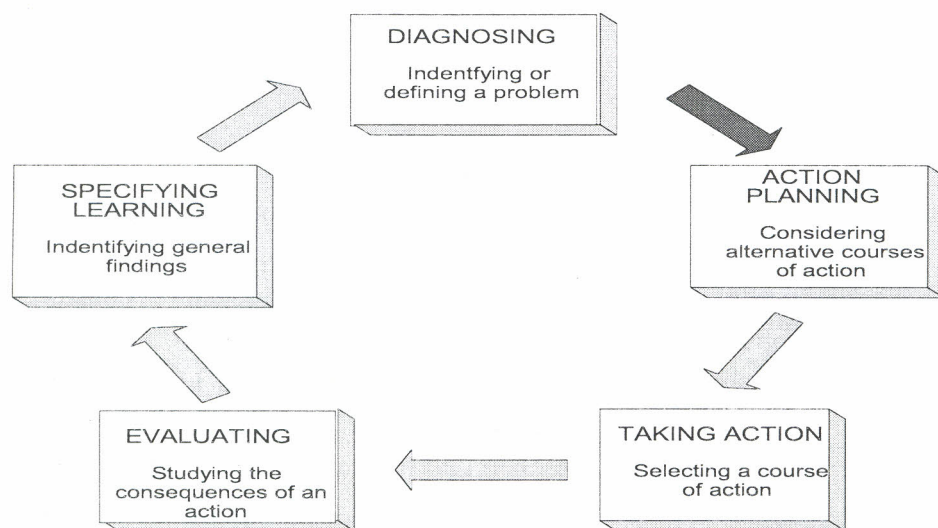 DIAGNOSING
Indentfying or
defining a problem
ACTION
PLANNING
Considering
alternative courses
of action
TAKING ACTION
Selecting a course
of action
EVALUATING
Studying the
consequences of an
action
SPECIFYING
LEARNING
Indentifying general
findings